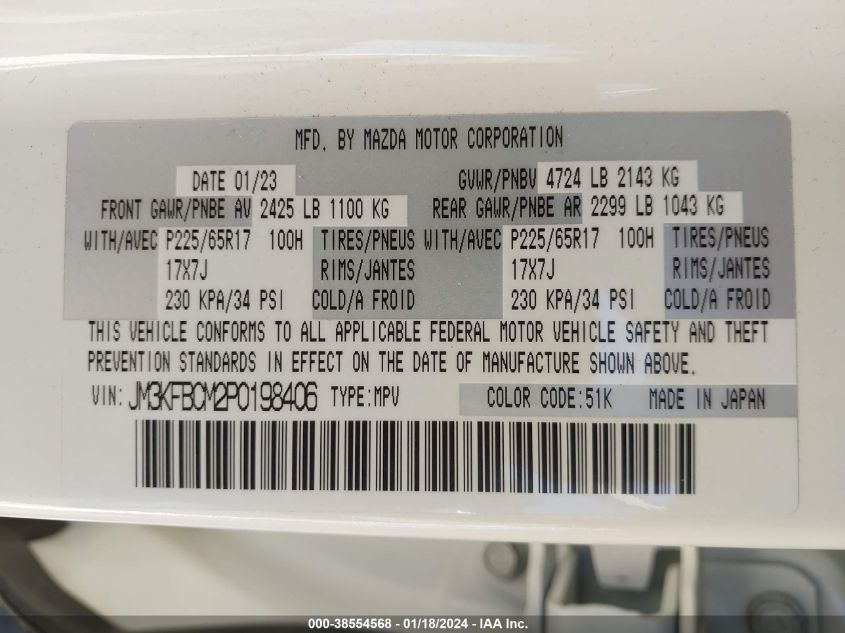 MFD. BY MAZDA MOTOR CORPORATION
DATE 01/23 GVWR/PNBV 4724 LB 2143 KG
FRONT GAWR/PNBE AV 2425 LB 1100 KG REAR GAWR/PNBE AR 2299 LB 1043 KG
WITH/AVEC P225/65R17 100H TIRES/PNEUS WITH/AVEC P225/65R17 100H TIRES/PNEUS
17X7J RIMS/JANTES 17X7J RIMS/JANTES
230 KPA/34 PSI COLD/A FROID 230 KPA/34 PSI COLD/A FROID
THIS VEHICLE CONFORMS TO ALL APPLICABLE FEDERAL MOTOR VEHICLE SAFETY AND THEFT
PREVENTION STANDARDS IN EFFECT ON THE DATE OF MANUFACTURE SHOWN ABOVE.
VIN: JM3KFBCM2P0198406 TYPE:MPV COLOR CODE:51K MADE IN JAPAN
000-38554568 - 01/18/2024 - IAA Inc.